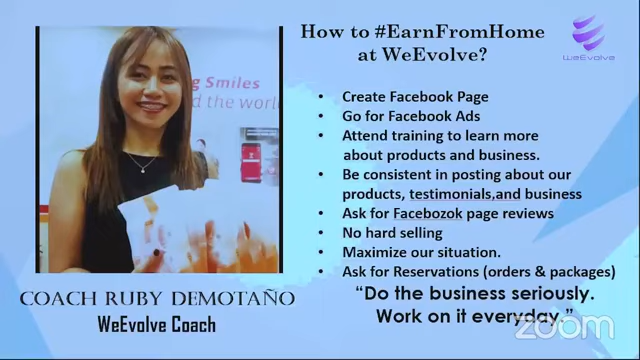 How to #EarnFromHome
at WeEvolve?
WeEvolve
g Smiles
d the world
• Create Facebook Page
• Go for Facebook Ads
• Attend training to learn more
about products and business.
• Be consistent in posting about our
products, testimonials,and business
• Ask for Facebozok page reviews
• No hard selling
• Maximize our situation.
• Ask for Reservations (orders & packages)
“Do the business seriously.
Work on it everyday.”
COACH RUBY DEMOTAÑO
WeEvolve Coach
zoom